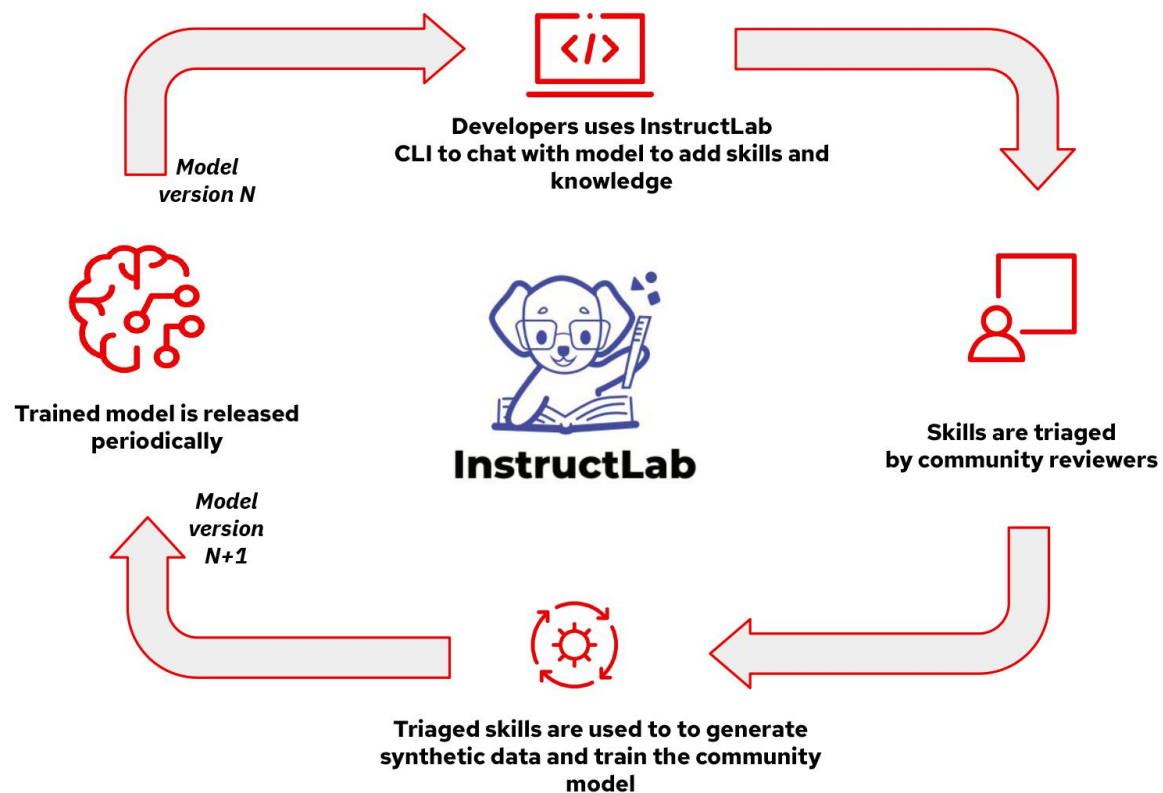 </>
Developers uses InstructLab
CLI to chat with model to add skills and
knowledge
Model
version N
Trained model is released
periodically
InstructLab
Skills are triaged
by community reviewers
Model
version
N+1
Triaged skills are used to to generate
synthetic data and train the community
model